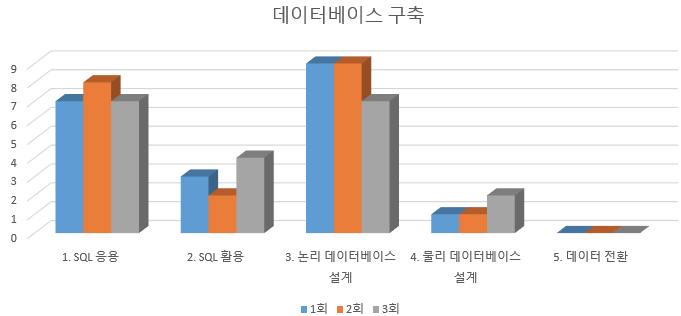 데이터베이스 구축
9
8
7
6
5
4
3
2
1
0
1. SQL 응용
2. SQL 활용
3. 논리 데이터베이스
설계
4. 물리 데이터베이스
설계
5. 데이터 전환
1회 2회 3회